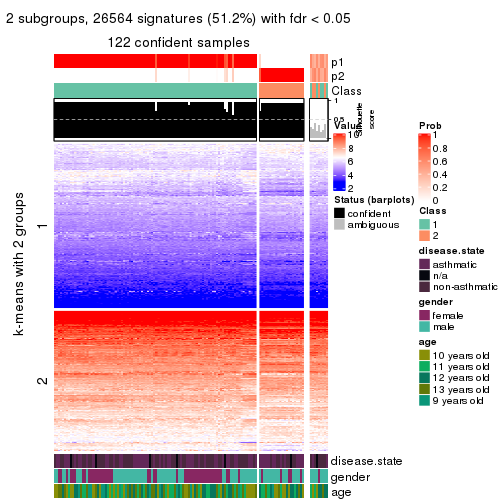 2 subgroups, 26564 signatures (51.2%) with fdr < 0.05
122 confident samples
p1
p2
Class
1
0.5
Silhouette
score
k-means with 2 groups
1
2
disease.state
gender
age
Value
10
8
6
4
2
Status (barplots)
confident
ambiguous
Prob
1
0.8
0.6
0.4
0.2
0
Class
1
2
disease.state
asthmatic
n/a
non-asthmatic
gender
female
male
age
10 years old
11 years old
12 years old
13 years old
9 years old